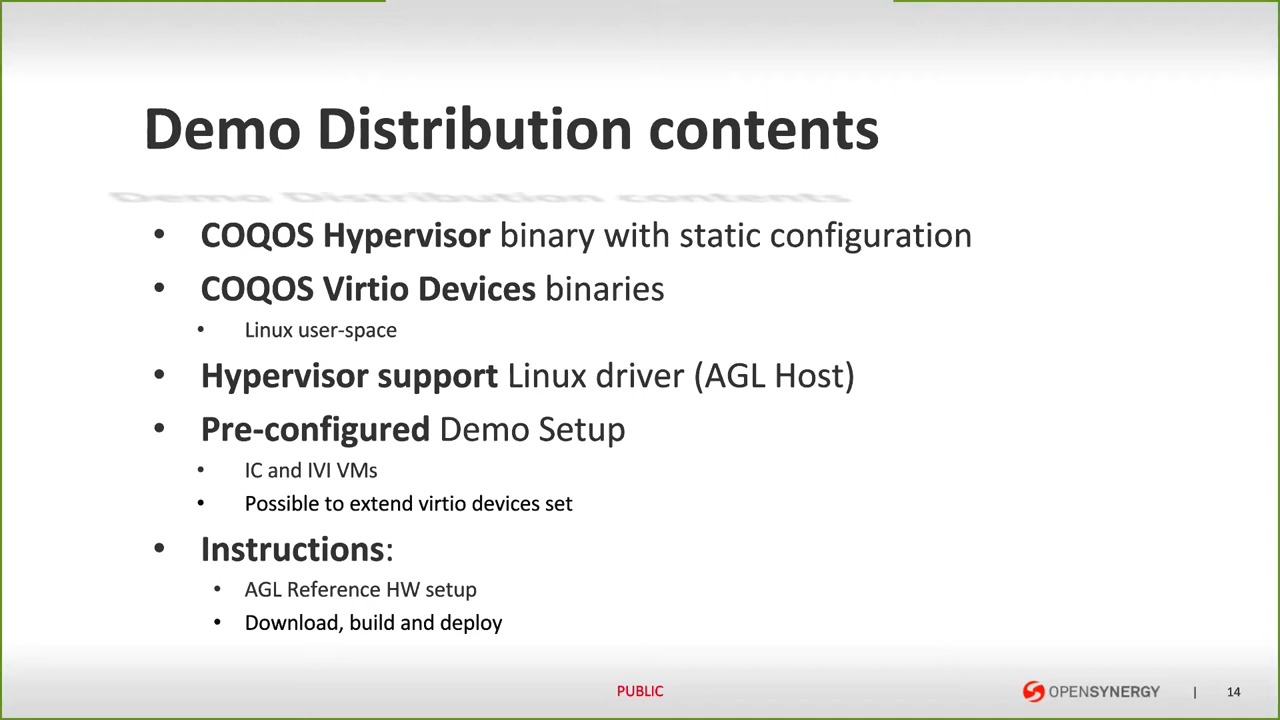 Demo Distribution contents
• COQOS Hypervisor binary with static configuration
• COQOS Virtio Devices binaries
• Linux user-space
• Hypervisor support Linux driver (AGL Host)
• Pre-configured Demo Setup
• IC and IVI VMs
• Possible to extend virtio devices set
• Instructions:
• AGL Reference HW setup
• Download, build and deploy
PUBLIC
OPENSYNERGY | 14